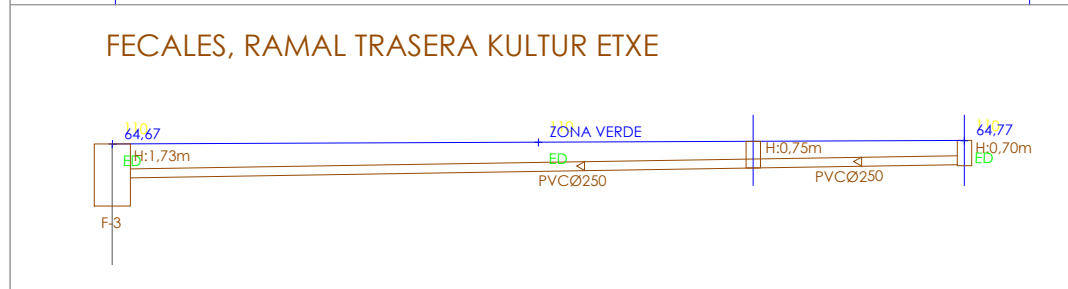 FECALES, RAMAL TRASERA KULTUR ETXE
64,67
ZONA VERDE
64,77
H:1,73m
H:0,75m
H:0,70m
ED
ED
ED
PVCØ250
PVCØ250
F-3